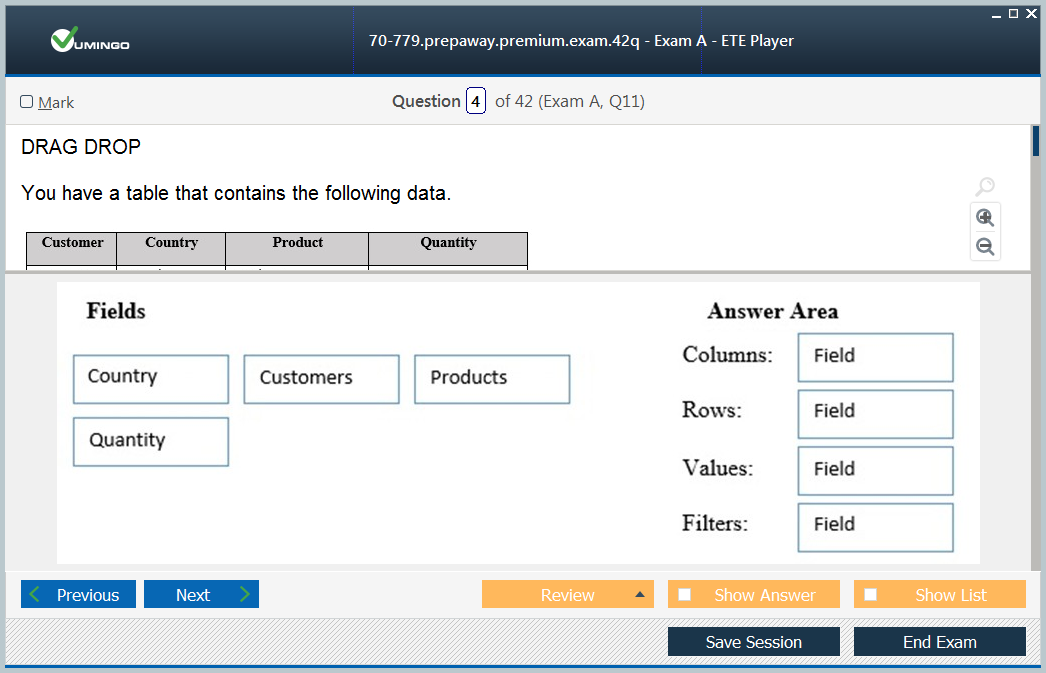 VUMINGO
70-779.prepaway.premium.exam.42q - Exam A - ETE Player
Mark
Question 4 of 42 (Exam A, Q11)
DRAG DROP
You have a table that contains the following data.
Customer Country Product Quantity
Fields
Answer Area
Country Customers Products
Quantity
Columns: Field
Rows: Field
Values: Field
Filters: Field
Previous Next Review Show Answer Show List
Save Session End Exam